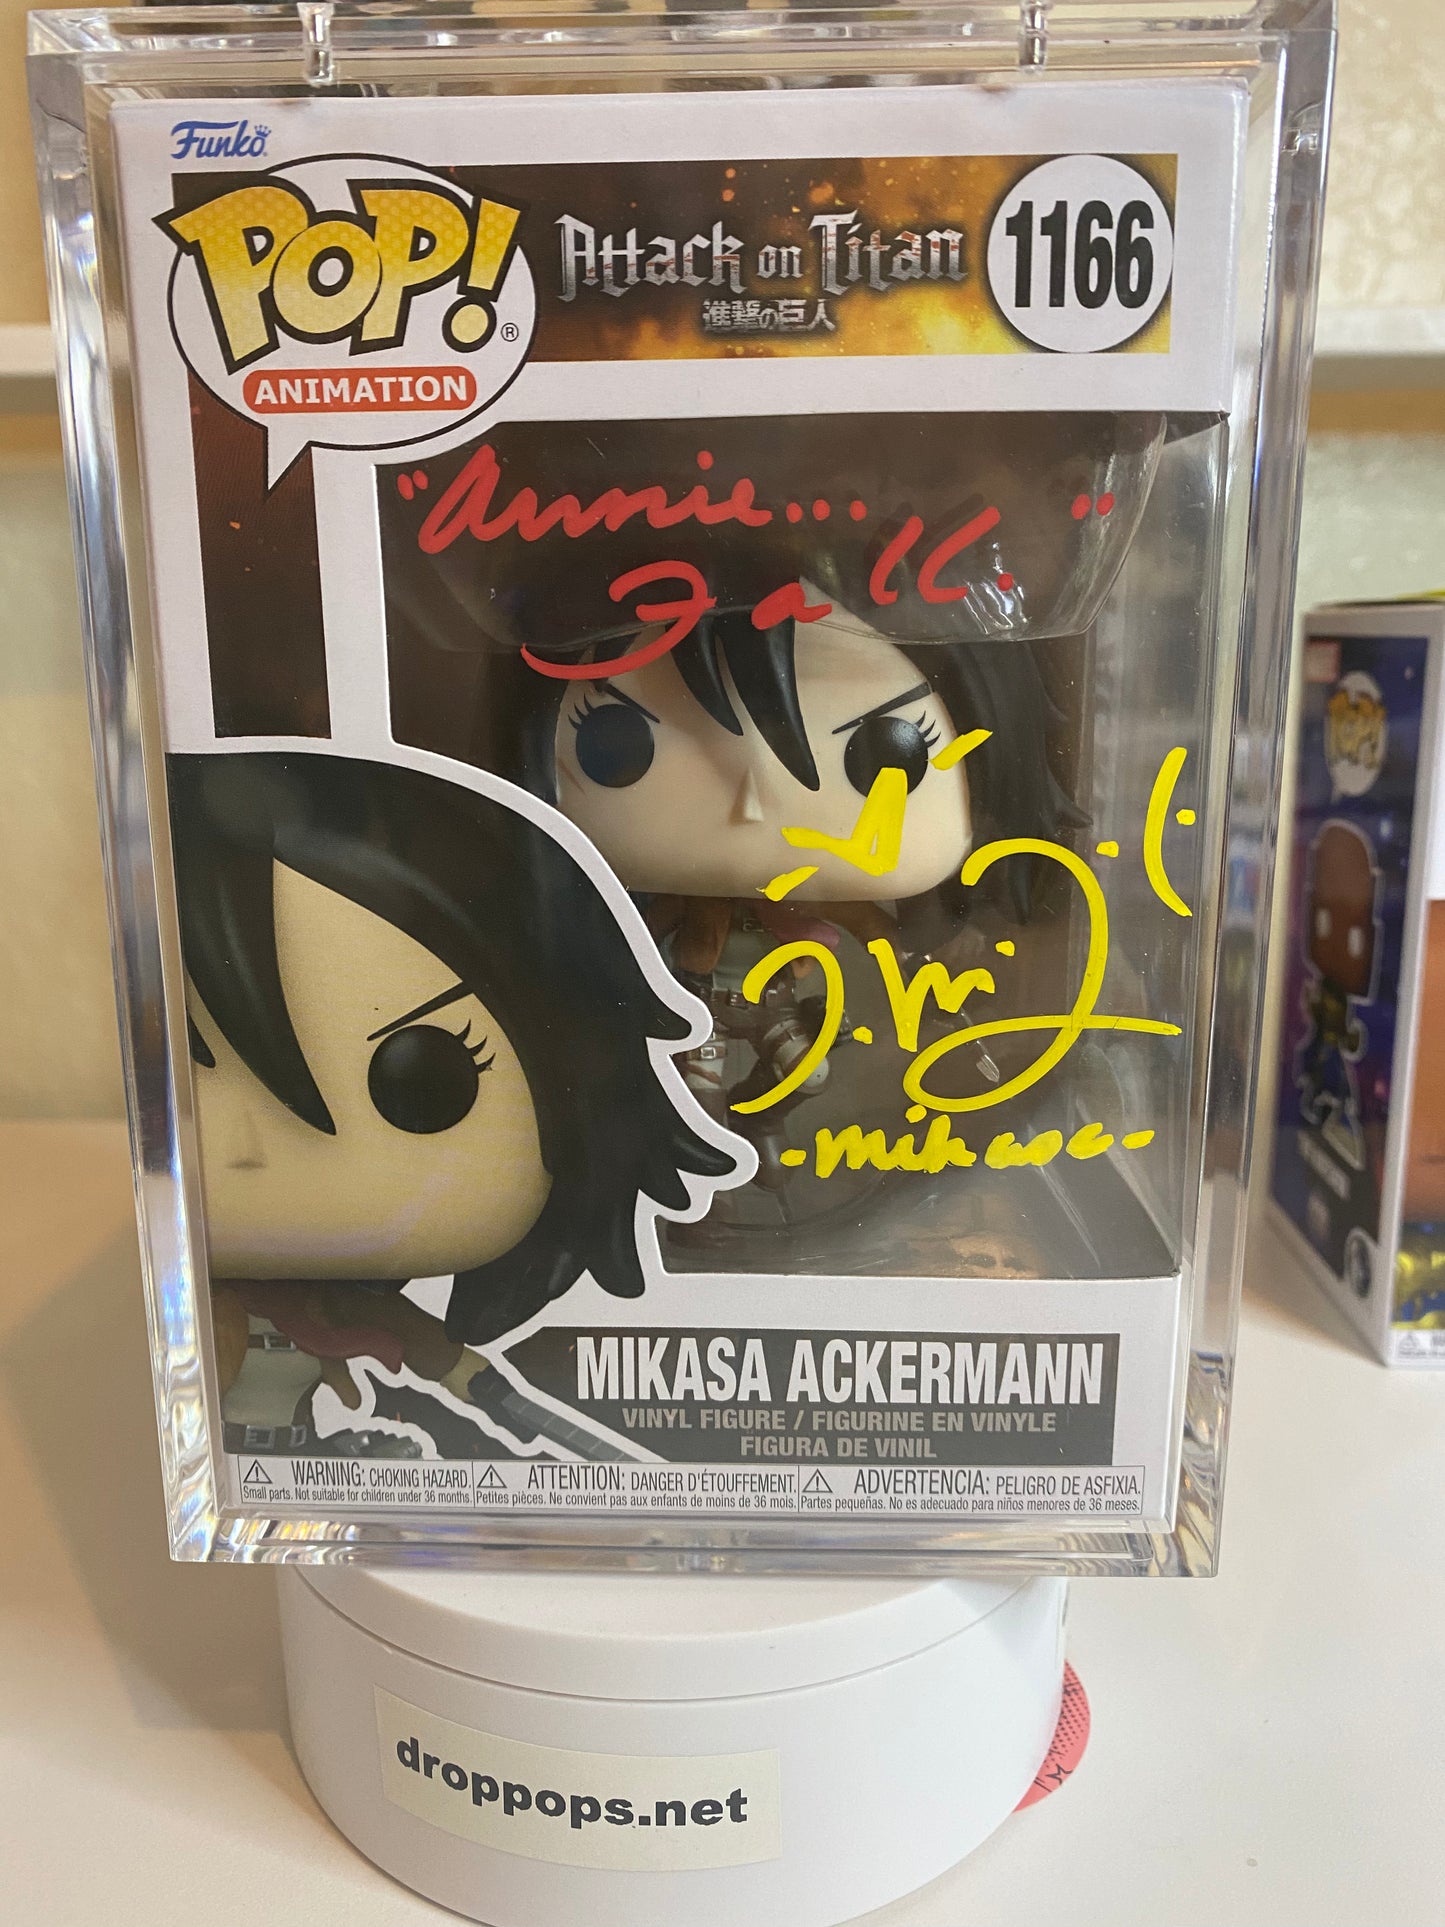 Funko
POP!®
ANIMATION
Attack on Titan
進撃の巨人
1166
"Annie...
Fall."
-Mikasa-
MIKASA ACKERMANN
VINYL FIGURE / FIGURINE EN VINYLE
FIGURA DE VINIL
WARNING: CHOKING HAZARD.
Small parts. Not suitable for children under 36 months.
ATTENTION: DANGER D'ÉTOUFFEMENT.
Petites pièces. Ne convient pas aux enfants de moins de 36 mois.
ADVERTENCIA: PELIGRO DE ASFIXIA.
Partes pequeñas. No es adecuado para niños menores de 36 meses.
droppops.net